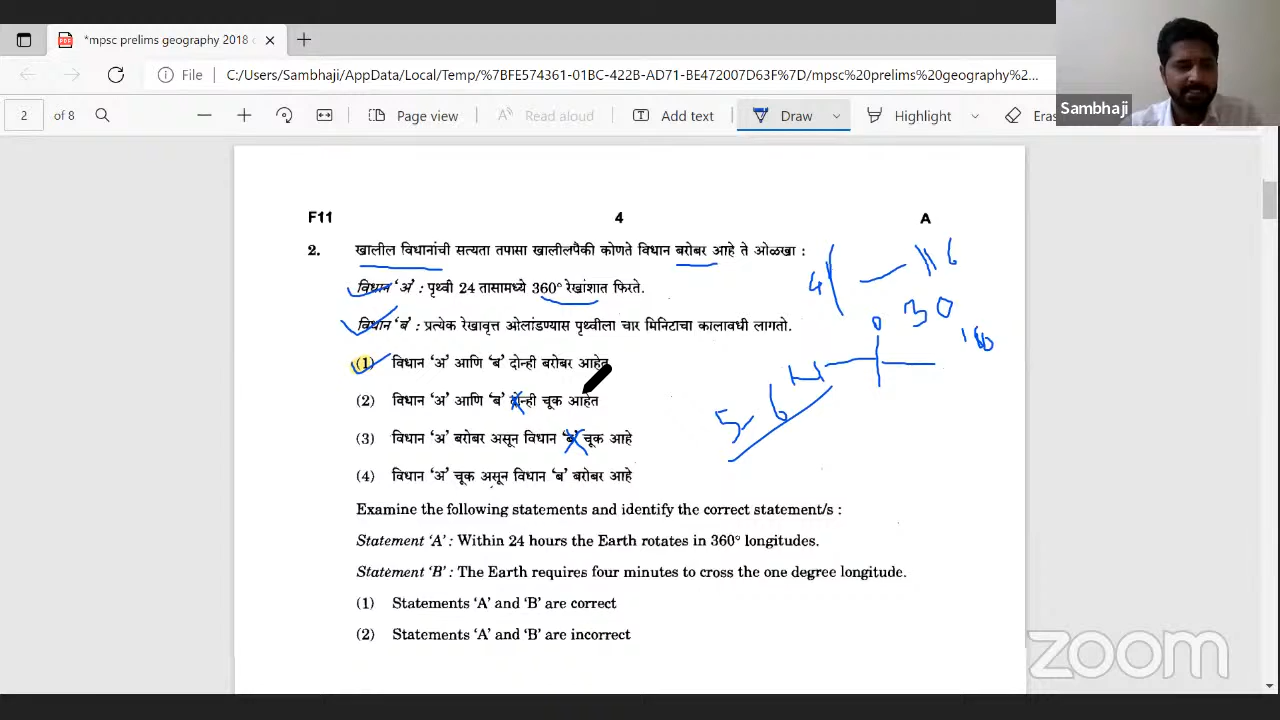 *mpsc prelims geography 2018
File C:/Users/Sambhaji/AppData/Local/Temp/%7BFE574361-01BC-422B-AD71-BE472007D63F%7D/mpsc%20prelims%20geography%2...
2 of 8 Page view Read aloud Add text Draw Highlight Eras
Sambhaji
F11 4 A
2. खालील विधानांची सत्यता तपासा खालीलपैकी कोणते विधान बरोबर आहे ते ओळखा :
विधान ‘अ’ : पृथ्वी 24 तासामध्ये 360° रेखांशात फिरते.
विधान ‘ब’ : प्रत्येक रेखावृत्त ओलांडण्यास पृथ्वीला चार मिनिटाचा कालावधी लागतो.
(1) विधान ‘अ’ आणि ‘ब’ दोन्ही बरोबर आहेत
(2) विधान ‘अ’ आणि ‘ब’ दोन्ही चूक आहेत
(3) विधान ‘अ’ बरोबर असून विधान ‘ब’ चूक आहे
(4) विधान ‘अ’ चूक असून विधान ‘ब’ बरोबर आहे
Examine the following statements and identify the correct statement/s :
Statement ‘A’ : Within 24 hours the Earth rotates in 360° longitudes.
Statement ‘B’ : The Earth requires four minutes to cross the one degree longitude.
(1) Statements ‘A’ and ‘B’ are correct
(2) Statements ‘A’ and ‘B’ are incorrect
30
0
180
zoom